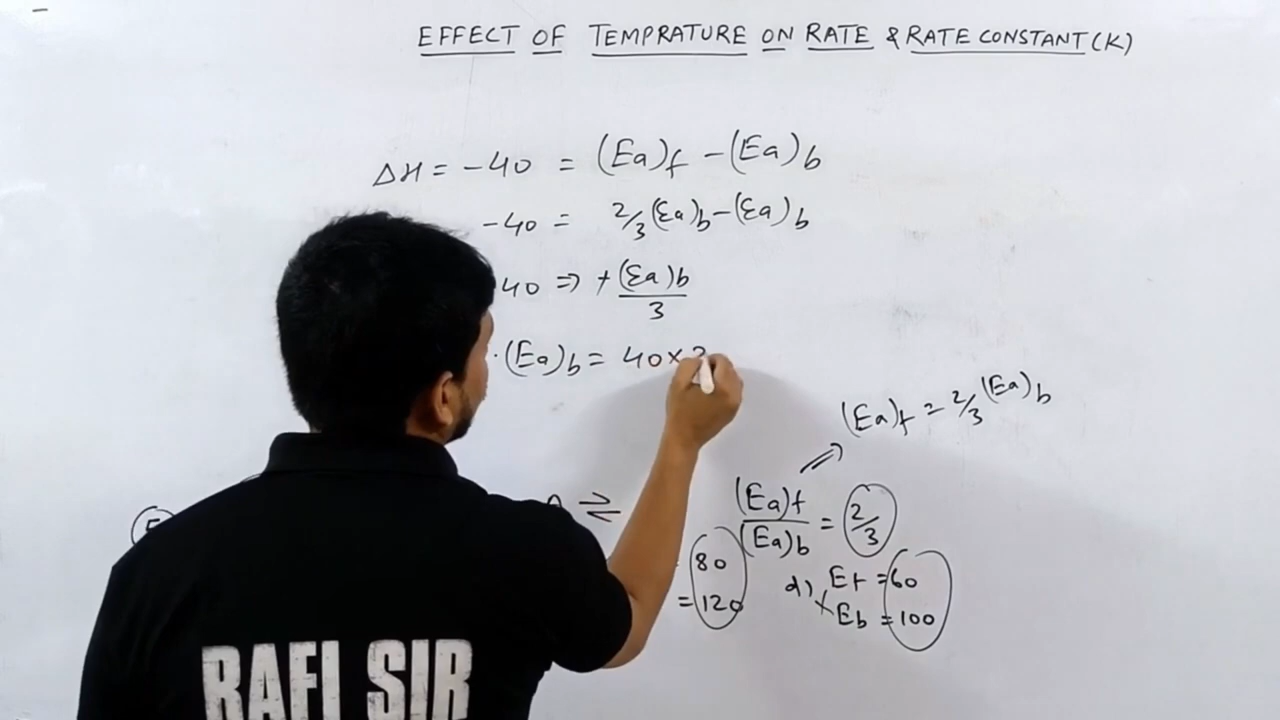 EFFECT OF TEMPRATURE ON RATE & RATE CONSTANT (K)
ΔH = -40 = (Ea)f - (Ea)b
-40 = 2/3 (Ea)b - (Ea)b
40 => + (Ea)b / 3
(Ea)b = 40 ×
(Ea)f = 2/3 (Ea)b
(Ea)f / (Ea)b = 2/3
⇌
80
= 120
d) Ef = 60
× Eb = 100
RAFI SIR